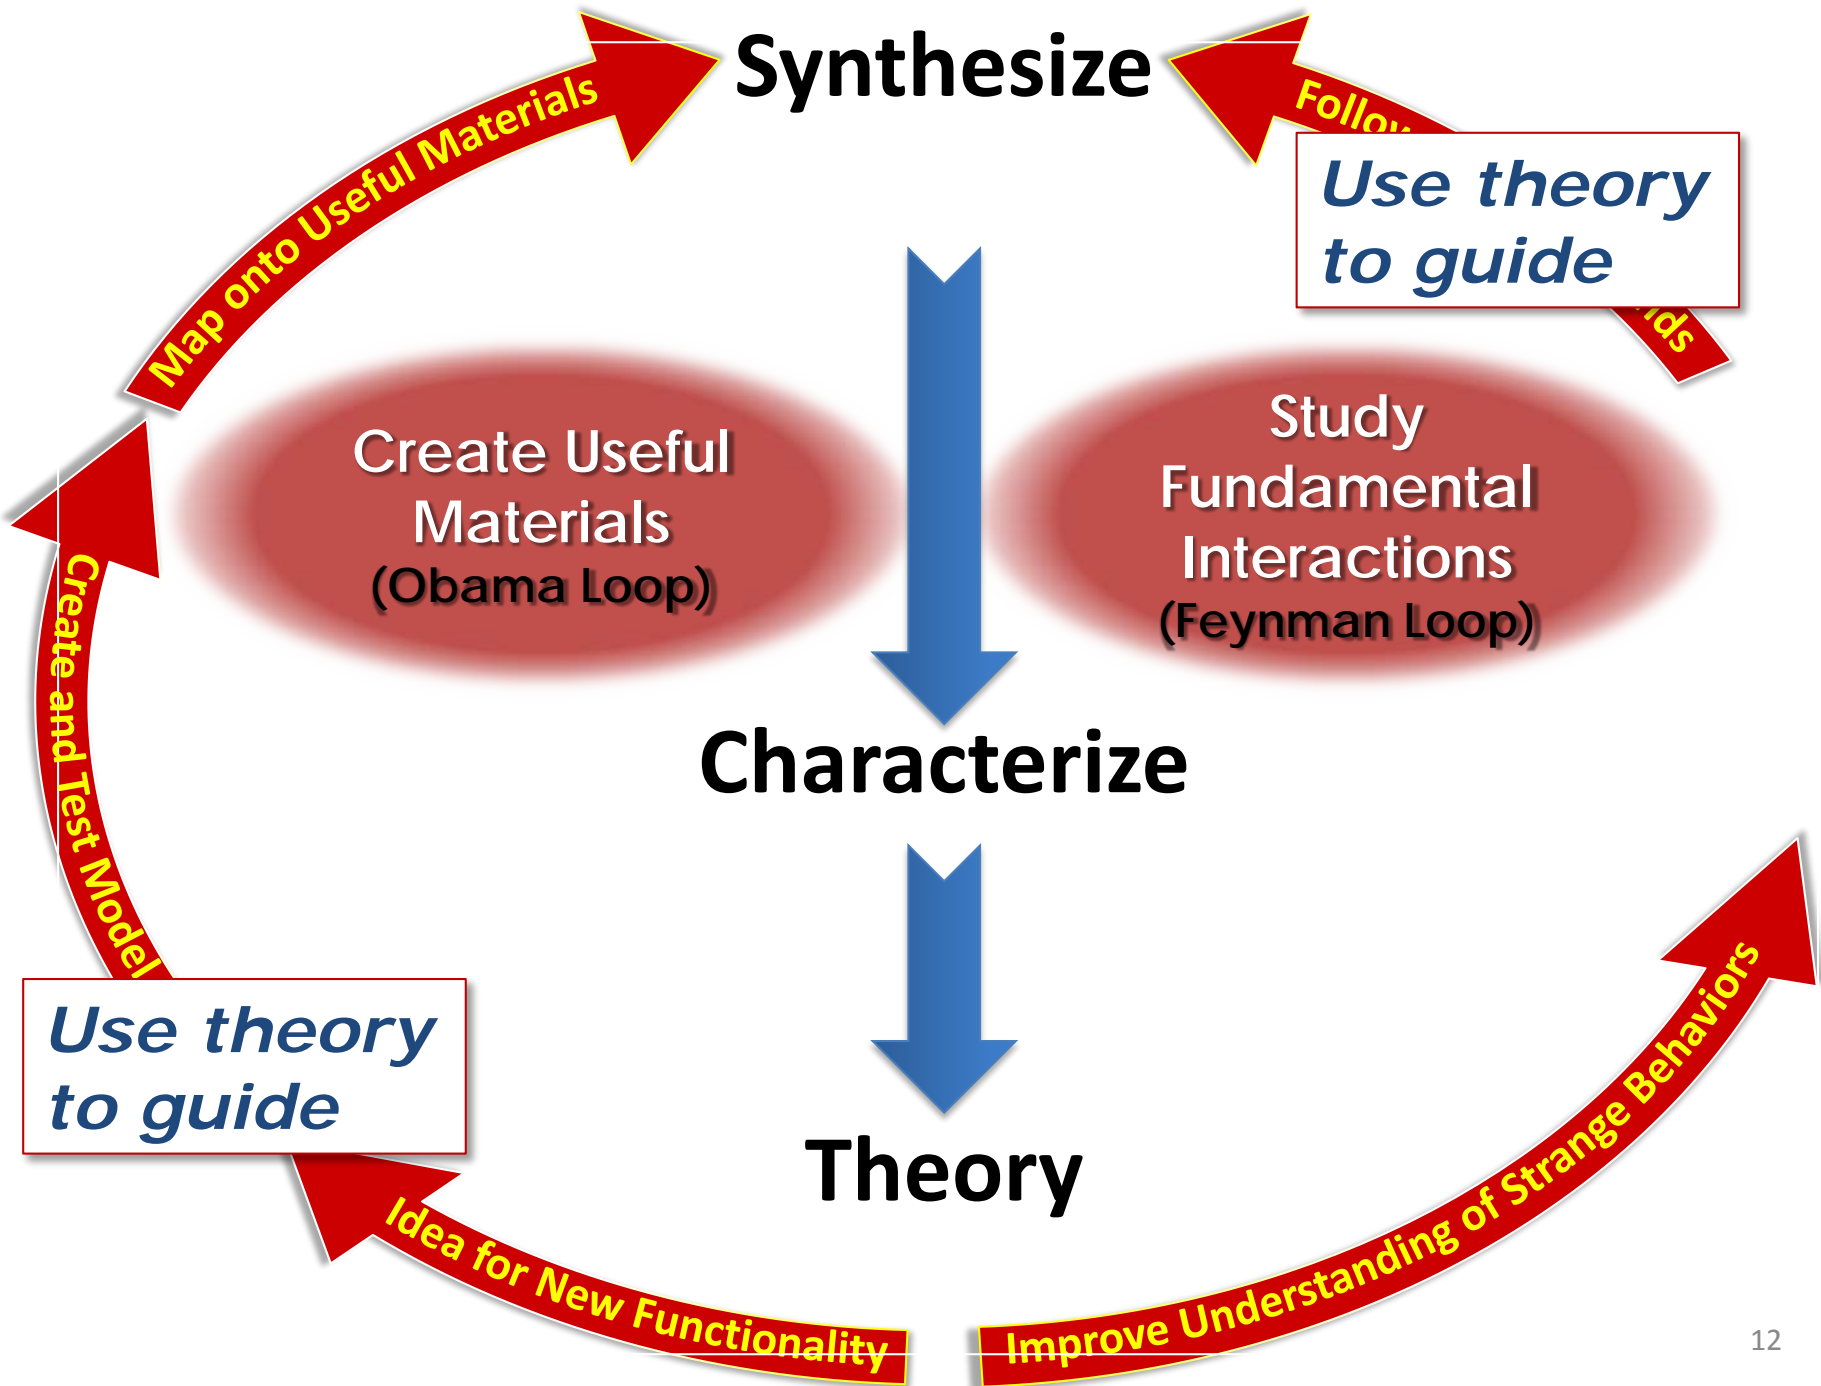 Synthesize
Map onto Useful Materials
Use theory
to guide
Create Useful
Materials
(Obama Loop)
Study
Fundamental
Interactions
(Feynman Loop)
Create and Test Model
Characterize
Use theory
to guide
Theory
Idea for New Functionality
Improve Understanding of Strange Behaviors
12